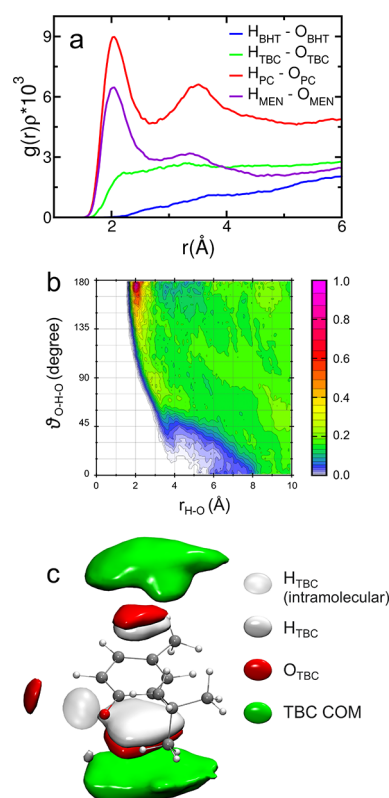 a
H_BHT - O_BHT
H_TBC - O_TBC
H_PC - O_PC
H_MEN - O_MEN
g(r)ρ*10^3
9
6
3
0
2
4
6
r(Å)
b
180
135
90
45
0
ϑ_O-H-O (degree)
0 2 4 6 8 10
r_H-O (Å)
1.0
0.8
0.6
0.4
0.2
0.0
c
H_TBC
(intramolecular)
H_TBC
O_TBC
TBC COM